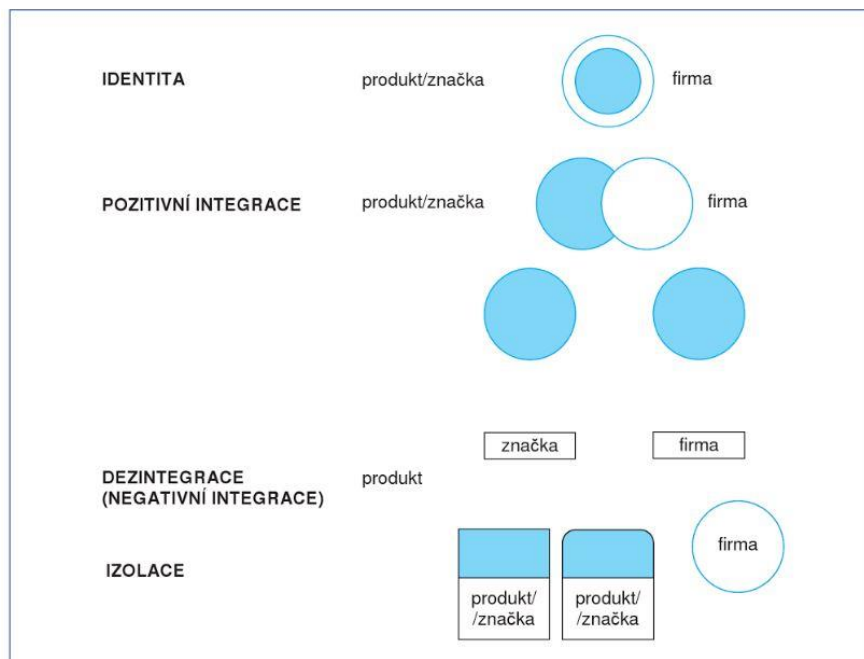 IDENTITA produkt/značka firma
POZITIVNÍ INTEGRACE produkt/značka firma
značka firma
DEZINTEGRACE produkt
(NEGATIVNÍ INTEGRACE)
firma
IZOLACE
produkt/ produkt/
/značka /značka